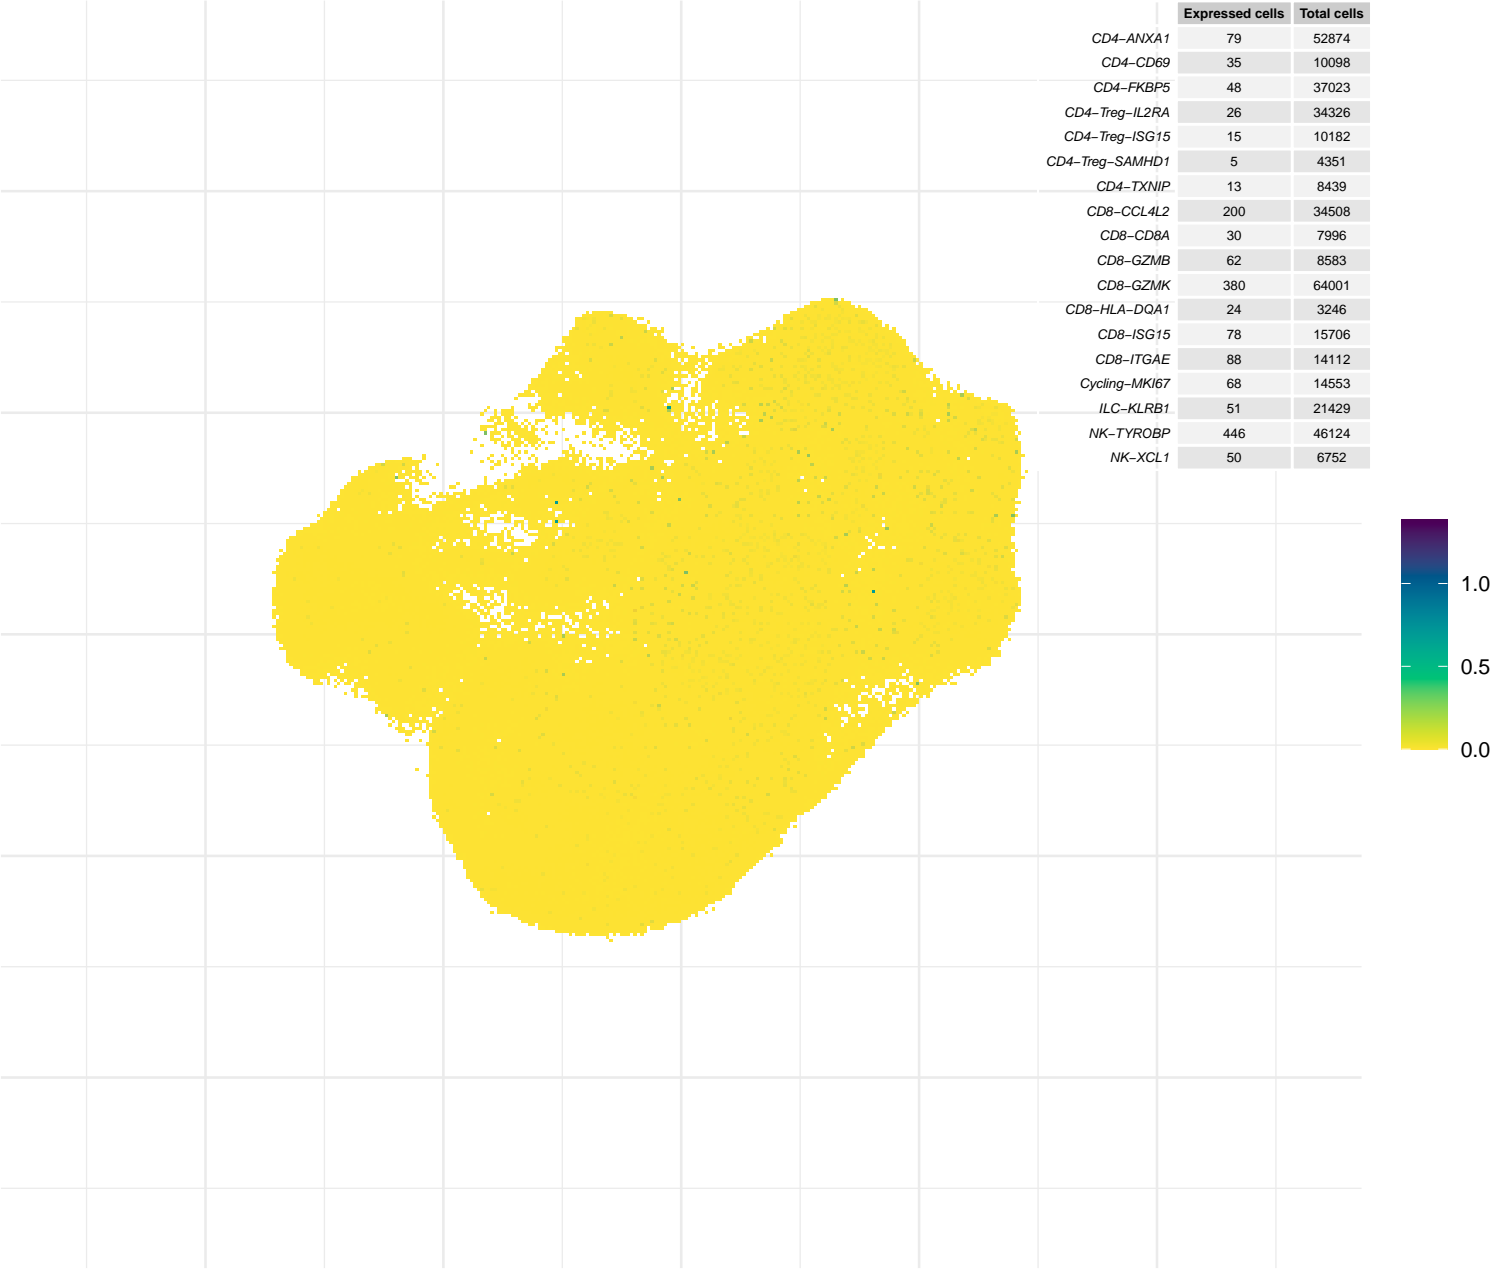 Expressed cells Total cells
CD4−ANXA1 79 52874
CD4−CD69 35 10098
CD4−FKBP5 48 37023
CD4−Treg−IL2RA 26 34326
CD4−Treg−ISG15 15 10182
CD4−Treg−SAMHD1 5 4351
CD4−TXNIP 13 8439
CD8−CCL4L2 200 34508
CD8−CD8A 30 7996
CD8−GZMB 62 8583
CD8−GZMK 380 64001
CD8−HLA−DQA1 24 3246
CD8−ISG15 78 15706
CD8−ITGAE 88 14112
Cycling−MKI67 68 14553
ILC−KLRB1 51 21429
NK−TYROBP 446 46124
NK−XCL1 50 6752
1.0
0.5
0.0